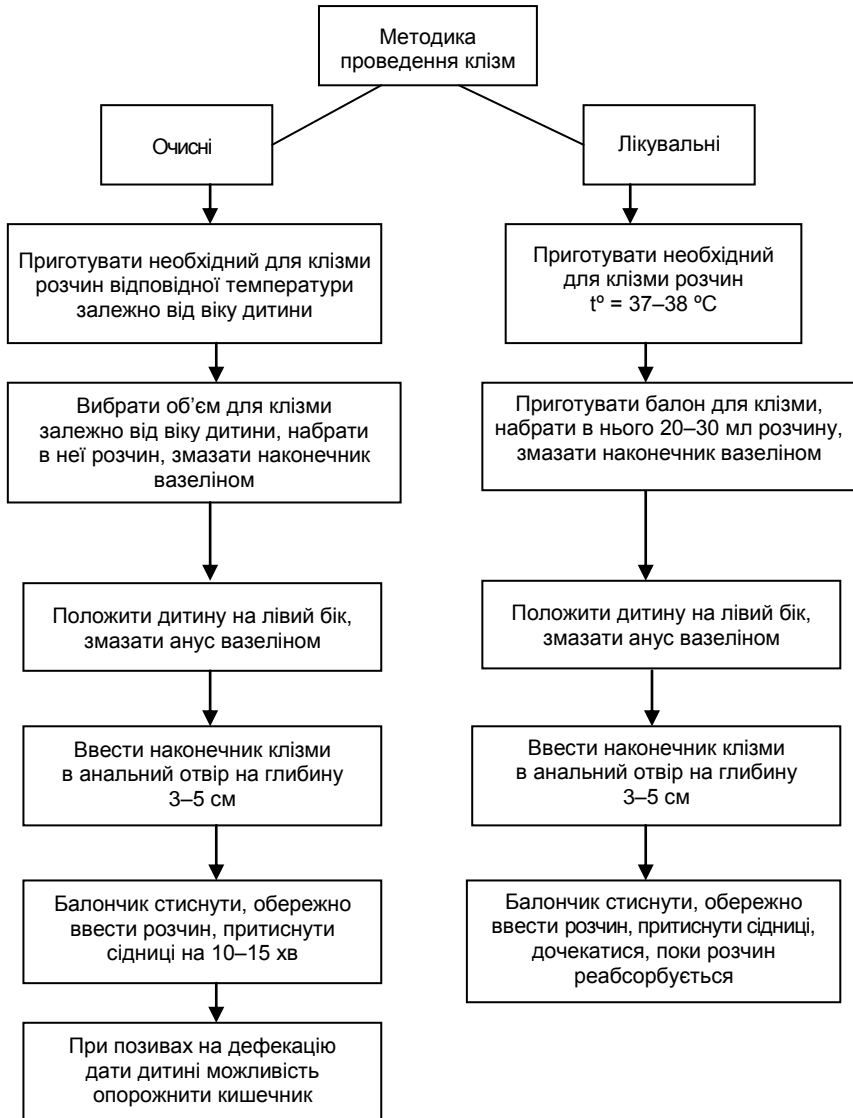 Методика
проведення клізм
Очисні
Лікувальні
Приготувати необхідний для клізми
розчин відповідної температури
залежно від віку дитини
Приготувати необхідний
для клізми розчин
tº = 37–38 ºС
Вибрати об’єм для клізми
залежно від віку дитини, набрати
в неї розчин, змазати наконечник
вазеліном
Приготувати балон для клізми,
набрати в нього 20–30 мл розчину,
змазати наконечник вазеліном
Положити дитину на лівий бік,
змазати анус вазеліном
Положити дитину на лівий бік,
змазати анус вазеліном
Ввести наконечник клізми
в анальний отвір на глибину
3–5 см
Ввести наконечник клізми
в анальний отвір на глибину
3–5 см
Балончик стиснути, обережно
ввести розчин, притиснути
сідниці на 10–15 хв
Балончик стиснути, обережно
ввести розчин, притиснути сідниці,
дочекатися, поки розчин
реабсорбується
При позивах на дефекацію
дати дитині можливість
опорожнити кишечник